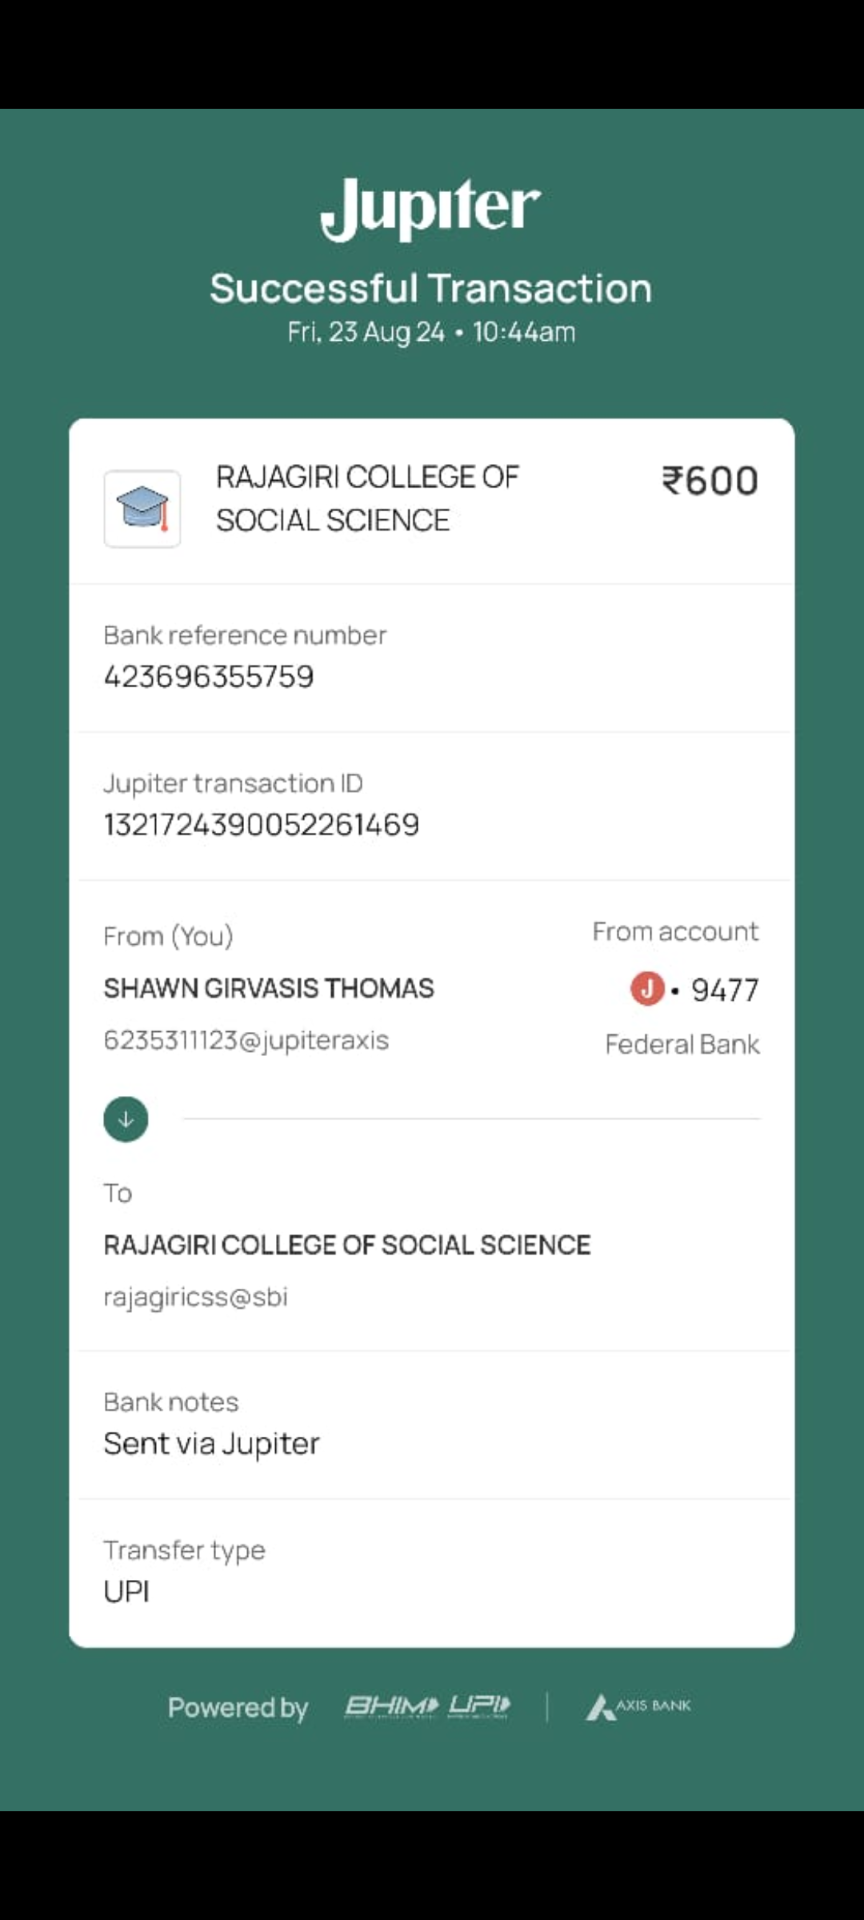 Jupiter
Successful Transaction
Fri, 23 Aug 24 • 10:44am
RAJAGIRI COLLEGE OF
SOCIAL SCIENCE
₹600
Bank reference number
423696355759
Jupiter transaction ID
1321724390052261469
From (You)
From account
SHAWN GIRVASIS THOMAS
J • 9477
6235311123@jupiteraxis
Federal Bank
To
RAJAGIRI COLLEGE OF SOCIAL SCIENCE
rajagiricss@sbi
Bank notes
Sent via Jupiter
Transfer type
UPI
Powered by BHIM UPI | AXIS BANK